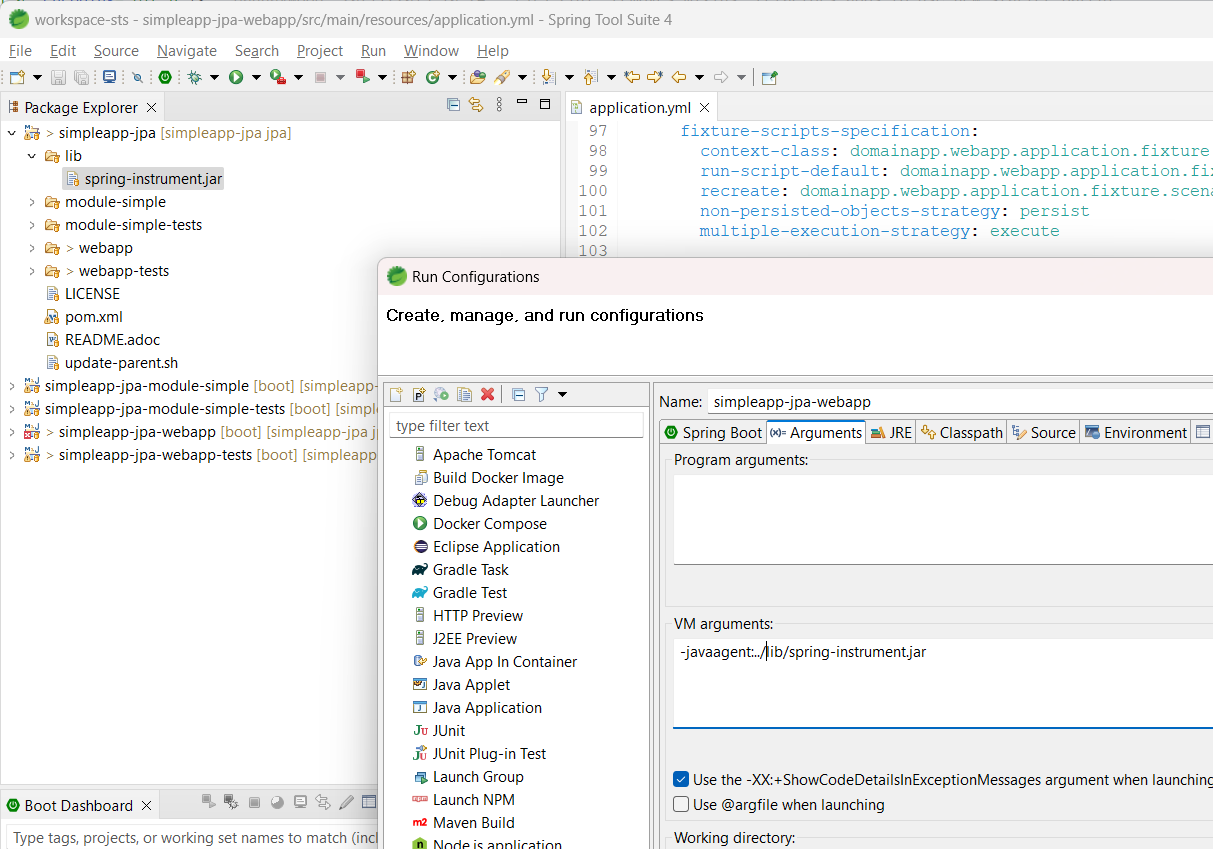 workspace-sts - simpleapp-jpa-webapp/src/main/resources/application.yml - Spring Tool Suite 4
File Edit Source Navigate Search Project Run Window Help
Package Explorer
> simpleapp-jpa [simpleapp-jpa jpa]
lib
spring-instrument.jar
module-simple
module-simple-tests
> webapp
> webapp-tests
LICENSE
pom.xml
README.adoc
update-parent.sh
simpleapp-jpa-module-simple [boot] [simpleapp-
simpleapp-jpa-module-simple-tests [boot] [simpl
> simpleapp-jpa-webapp [boot] [simpleapp-jpa j
> simpleapp-jpa-webapp-tests [boot] [simpleapp
Boot Dashboard
Type tags, projects, or working set names to match (incl
application.yml
97 fixture-scripts-specification:
98 context-class: domainapp.webapp.application.fixture
99 run-script-default: domainapp.webapp.application.fix
100 recreate: domainapp.webapp.application.fixture.scena
101 non-persisted-objects-strategy: persist
102 multiple-execution-strategy: execute
103
Run Configurations
Create, manage, and run configurations
type filter text
Apache Tomcat
Build Docker Image
Debug Adapter Launcher
Docker Compose
Eclipse Application
Gradle Task
Gradle Test
HTTP Preview
J2EE Preview
Java App In Container
Java Applet
Java Application
JUnit
JUnit Plug-in Test
Launch Group
Launch NPM
Maven Build
Node.js application
Name: simpleapp-jpa-webapp
Spring Boot (x)= Arguments JRE Classpath Source Environment
Program arguments:
VM arguments:
-javaagent:../lib/spring-instrument.jar
Use the -XX:+ShowCodeDetailsInExceptionMessages argument when launching
Use @argfile when launching
Working directory: